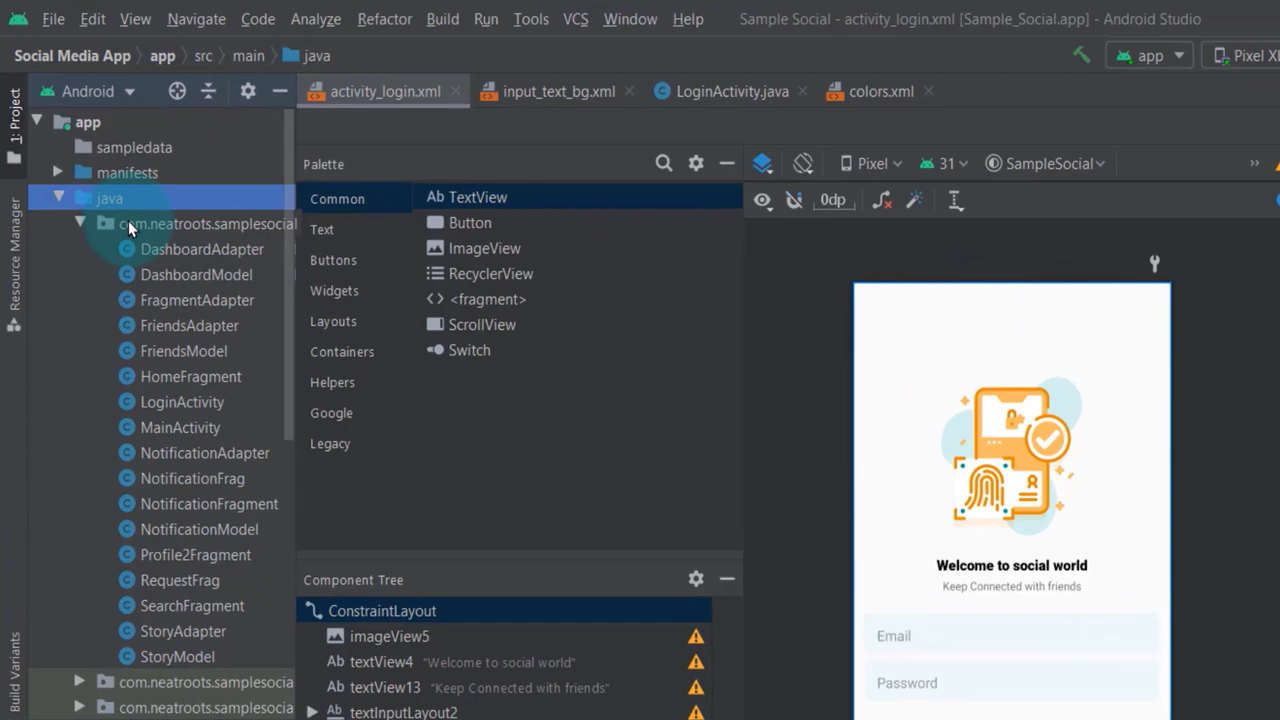 File Edit View Navigate Code Analyze Refactor Build Run Tools VCS Window Help Sample Social - activity_login.xml [Sample_Social.app] - Android Studio
Social Media App app src main java app Pixel XL
1: Project
Resource Manager
Build Variants
Android
app
sampledata
manifests
java
com.neatroots.samplesocial
DashboardAdapter
DashboardModel
FragmentAdapter
FriendsAdapter
FriendsModel
HomeFragment
LoginActivity
MainActivity
NotificationAdapter
NotificationFrag
NotificationFragment
NotificationModel
Profile2Fragment
RequestFrag
SearchFragment
StoryAdapter
StoryModel
com.neatroots.samplesocia
com.neatroots.samplesocia
activity_login.xml input_text_bg.xml LoginActivity.java colors.xml
Palette
Common
Text
Buttons
Widgets
Layouts
Containers
Helpers
Google
Legacy
Ab TextView
Button
ImageView
RecyclerView
<> <fragment>
ScrollView
Switch
Component Tree
ConstraintLayout
imageView5
Ab textView4 "Welcome to social world"
Ab textView13 "Keep Connected with friends"
textInputLayout2
Pixel 31 SampleSocial >>
0dp
Welcome to social world
Keep Connected with friends
Email
Password